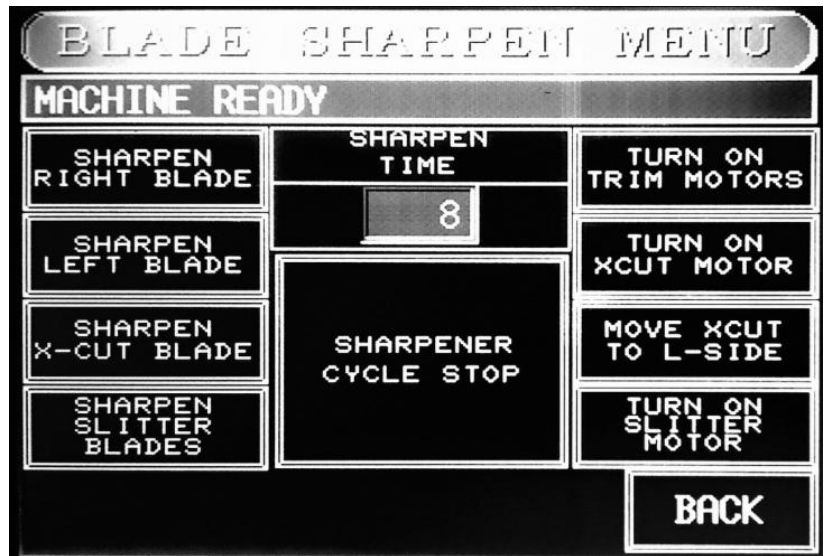 BLADE SHARPEN MENU
MACHINE READY
SHARPEN
RIGHT BLADE
SHARPEN
LEFT BLADE
SHARPEN
X-CUT BLADE
SHARPEN
SLITTER
BLADES
SHARPEN
TIME
8
SHARPENER
CYCLE STOP
TURN ON
TRIM MOTORS
TURN ON
XCUT MOTOR
MOVE XCUT
TO L-SIDE
TURN ON
SLITTER
MOTOR
BACK